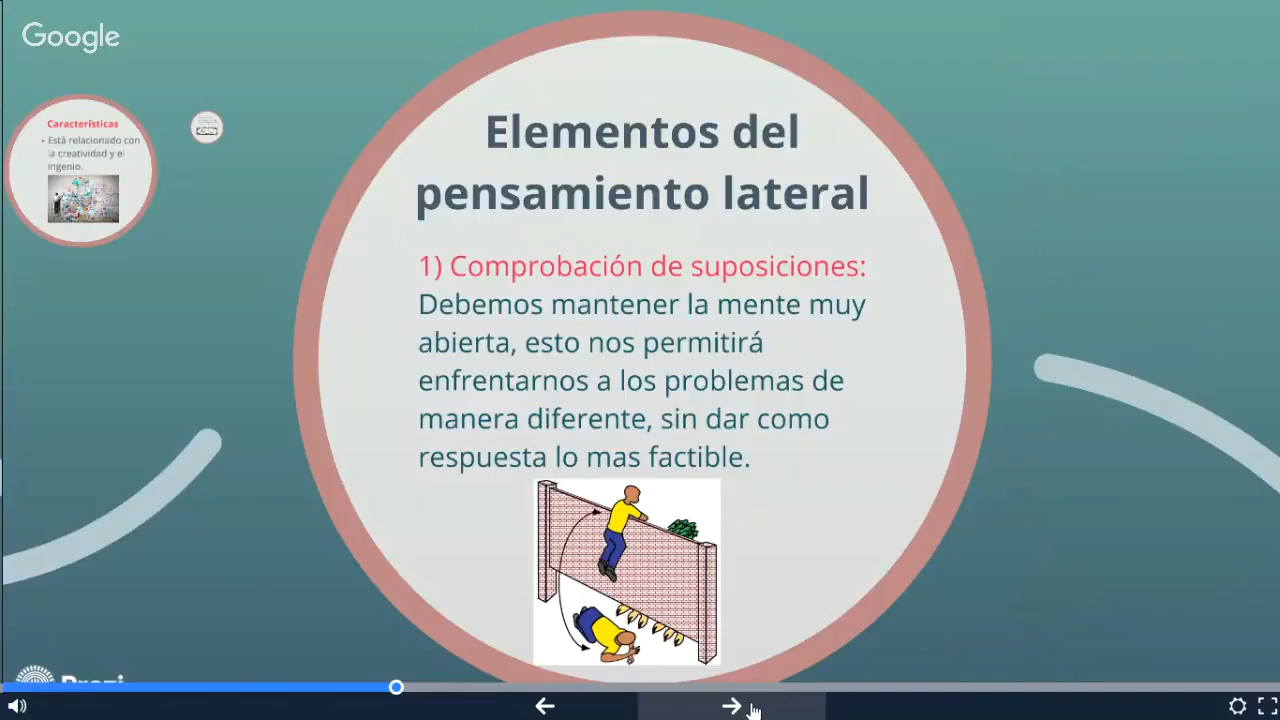 Google
Características
• Está relacionado con
la creatividad y el
ingenio.
Elementos del
pensamiento lateral
1) Comprobación de suposiciones:
Debemos mantener la mente muy
abierta, esto nos permitirá
enfrentarnos a los problemas de
manera diferente, sin dar como
respuesta lo mas factible.
Prezi